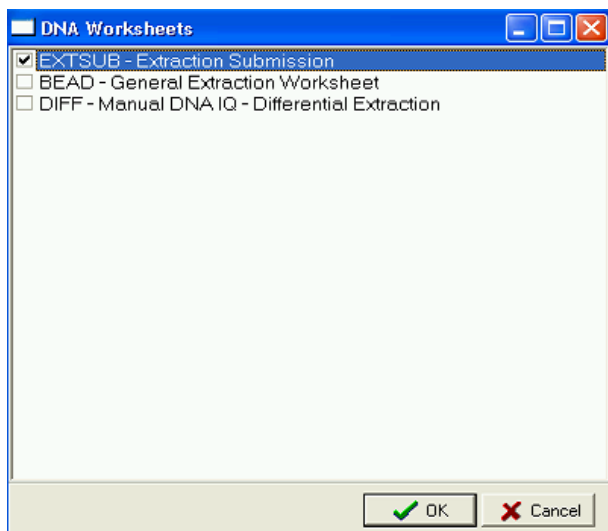 DNA Worksheets
EXTSUB - Extraction Submission
BEAD - General Extraction Worksheet
DIFF - Manual DNA IQ - Differential Extraction
OK Cancel